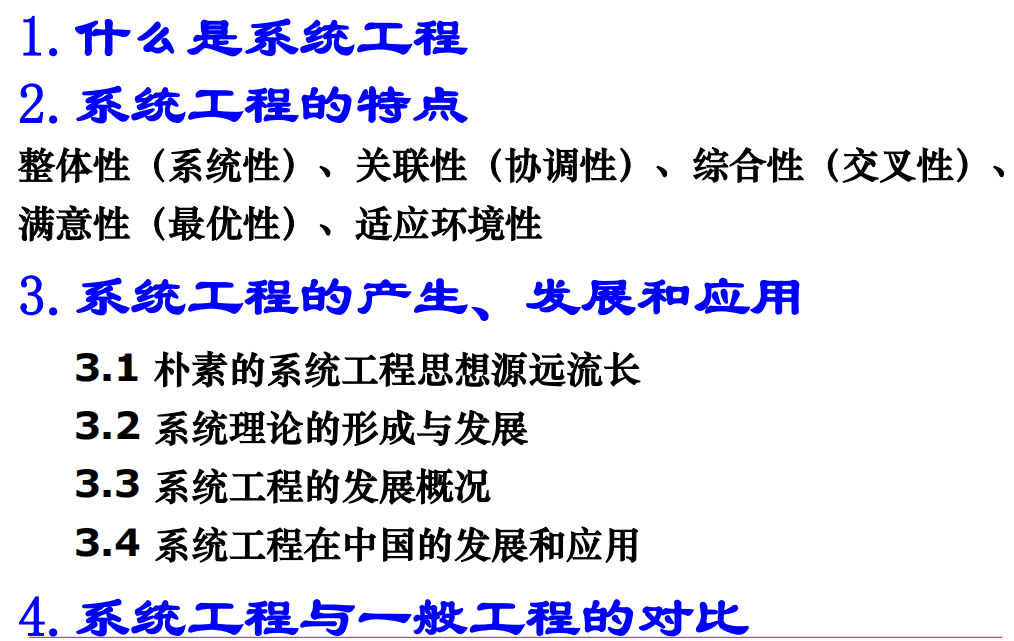 1. 什么是系统工程
2. 系统工程的特点
整体性（系统性）、关联性（协调性）、综合性（交叉性）、
满意性（最优性）、适应环境性
3. 系统工程的产生、发展和应用
3.1 朴素的系统工程思想源远流长
3.2 系统理论的形成与发展
3.3 系统工程的发展概况
3.4 系统工程在中国的发展和应用
4. 系统工程与一般工程的对比